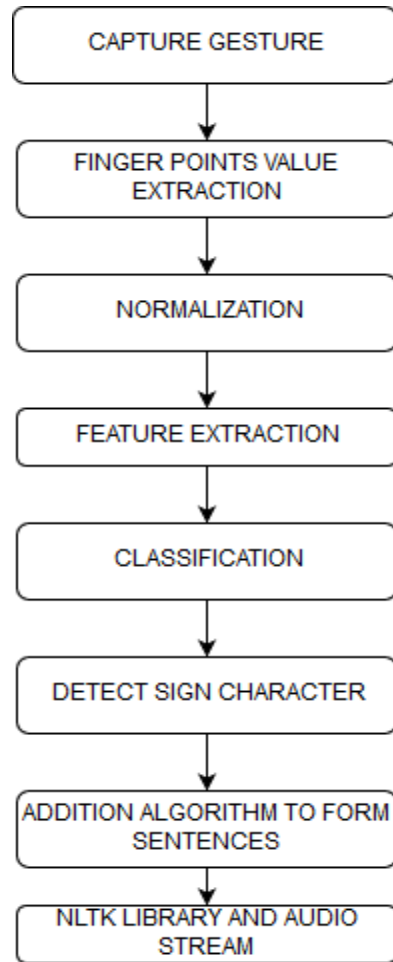 CAPTURE GESTURE
FINGER POINTS VALUE
EXTRACTION
NORMALIZATION
FEATURE EXTRACTION
CLASSIFICATION
DETECT SIGN CHARACTER
ADDITION ALGORITHM TO FORM
SENTENCES
NLTK LIBRARY AND AUDIO
STREAM